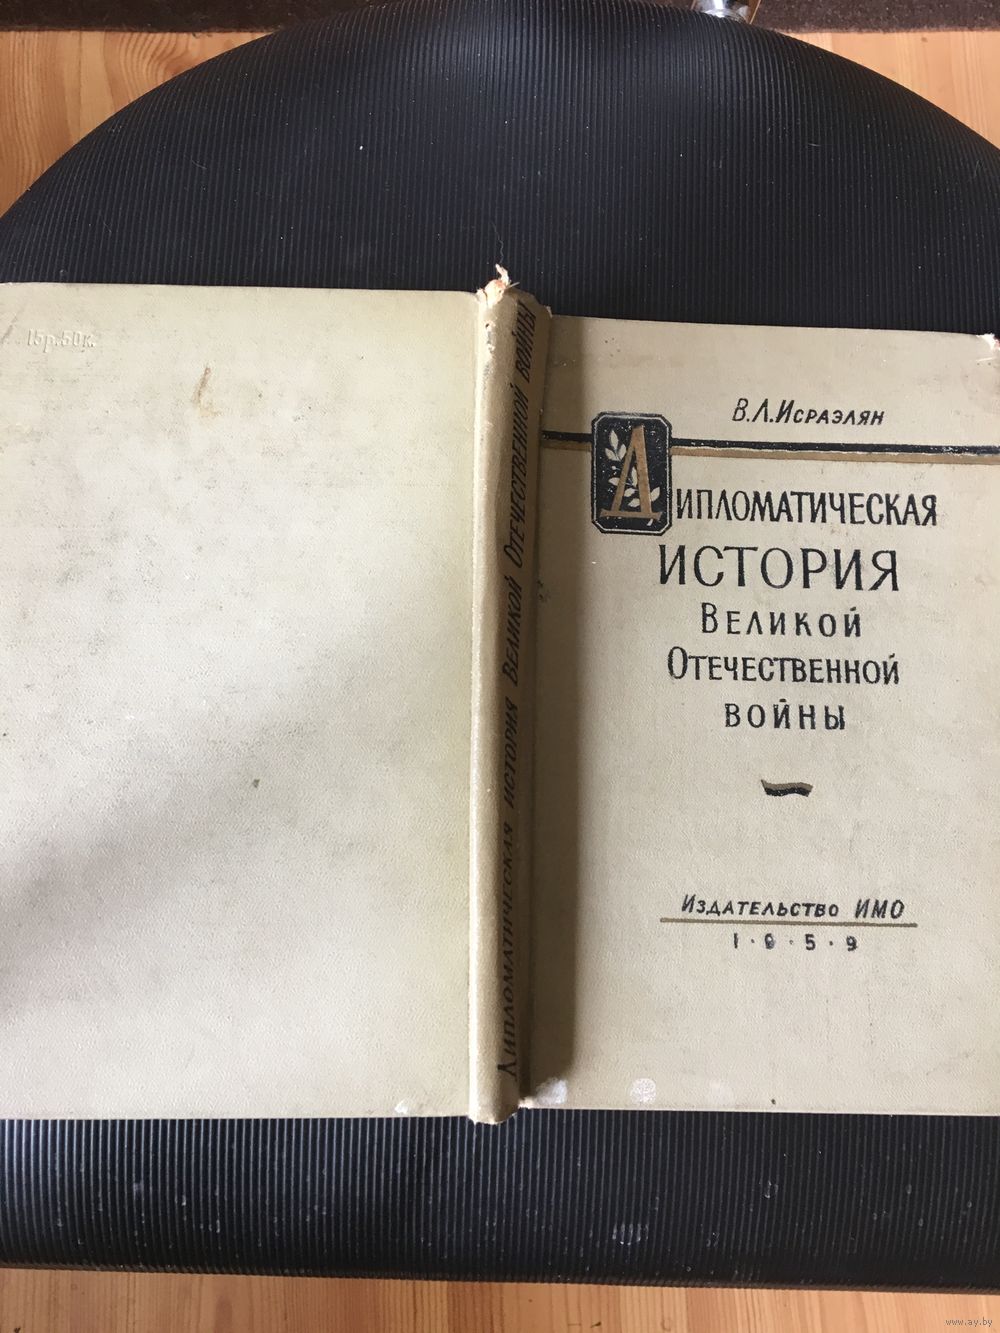 15р.50к.
Дипломатическая история Великой Отечественной войны
В.Л.Исраэлян
Дипломатическая
история
Великой
Отечественной
войны
Издательство ИМО
1·9·5·9
www.ay.by